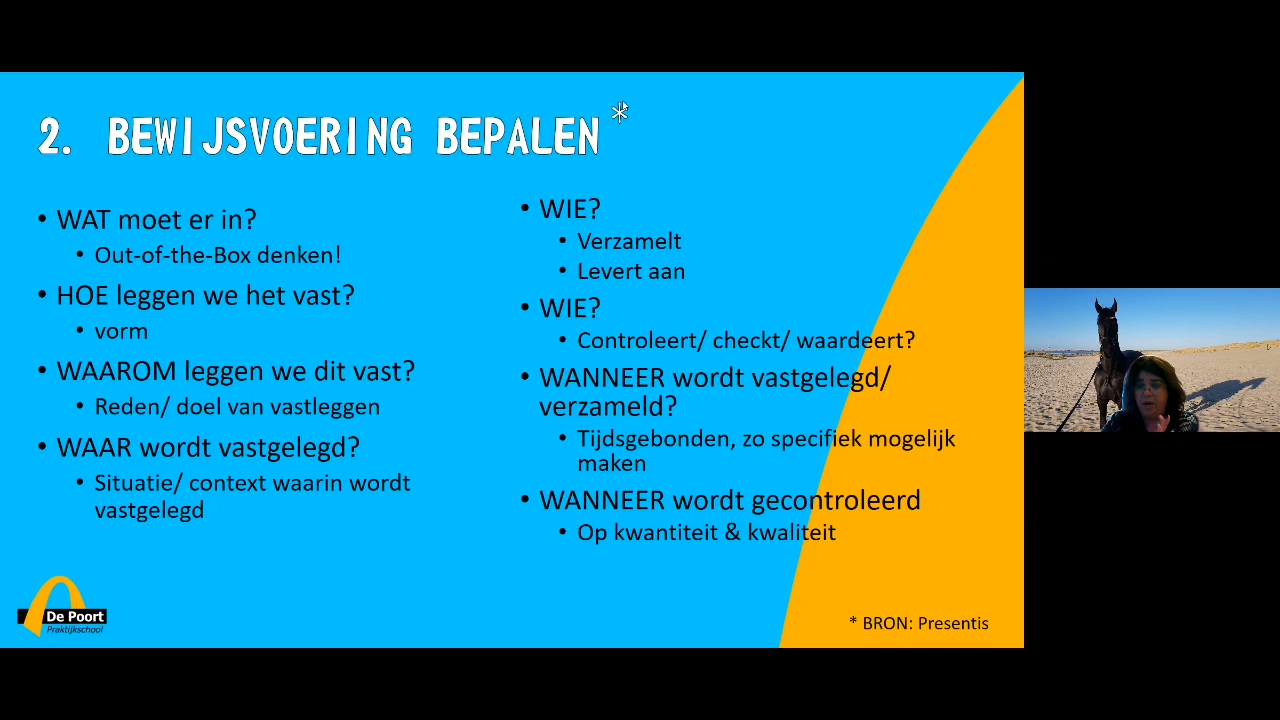 2. BEWIJSVOERING BEPALEN*
• WAT moet er in?
• Out-of-the-Box denken!
• HOE leggen we het vast?
• vorm
• WAAROM leggen we dit vast?
• Reden/ doel van vastleggen
• WAAR wordt vastgelegd?
• Situatie/ context waarin wordt
vastgelegd
• WIE?
• Verzamelt
• Levert aan
• WIE?
• Controleert/ checkt/ waardeert?
• WANNEER wordt vastgelegd/
verzameld?
• Tijdsgebonden, zo specifiek mogelijk
maken
• WANNEER wordt gecontroleerd
• Op kwantiteit & kwaliteit
De Poort
Praktijkschool
* BRON: Presentis